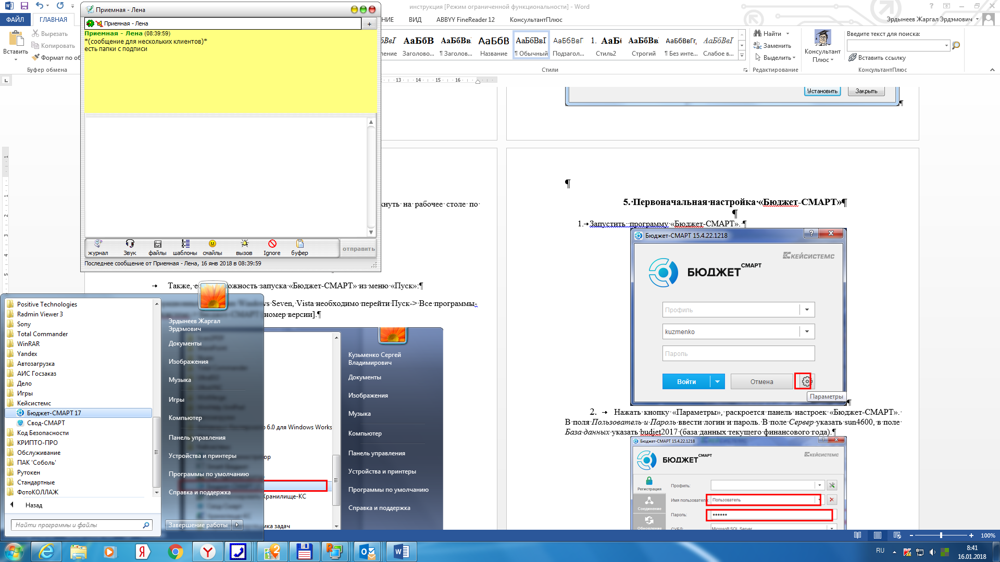 инструкция [Режим ограниченной функциональности] - Word
ФАЙЛ
ГЛАВНАЯ
НИЕ
ВИД
ABBYY FineReader 12
КонсультантПлюс
Эрдынеев Жаргал Эрдэмович
Вставить
Вырезать
Копировать
Формат по об
Буфер обмена
АаБбВвІ
АаБбВ
АаБбВв
АаБбВ
АаБбВвІ
АаБбВвГ
1. АаБб
АаБбВв
АаБбВвГг,
АаБбВвГ
ление
Заголово...
¶ Заголов...
Название
¶ Обычный
Подзагол...
Стиль2
Строгий
¶ Без инте...
Слабое в...
Стили
Найти
Заменить
Выделить
Редактирование
Консультант
Плюс
Введите текст для поиска:
Вставить ссылку
КонсультантПлюс
Приемная - Лена
Приемная - Лена
+
Приемная - Лена (08:39:59)
*(сообщение для нескольких клиентов)*
есть папки с подписи
журнал
Звук
файлы
шаблоны
смайлы
вызов
Ignore
буфер
отправить
Последнее сообщение от Приемная - Лена, 16 янв 2018 в 08:39:59
13 14 15 16
Установить
Закрыть
¶
кнуть на рабочее столе по
Также, е
ожность запуска «Бюджет-СМАРТ» из меню «Пуск»:¶
ws Seven, Vista необходимо перейти Пуск-> Все программы-
номер версии].¶
Кузьменко Сергей
Владимирович
Документы
Изображения
Музыка
Компьютер
Панель управления
Устройства и принтеры
Программы по умолчанию
Справка и поддержка
6.0 для Windows Works
ор
Хранилище-КС
ика задач
Positive Technologies
Radmin Viewer 3
Sony
Total Commander
WinRAR
Yandex
Автозагрузка
АИС Госзаказ
Дело
Игры
Кейсистемс
Бюджет-СМАРТ 17
Свод-СМАРТ
Код Безопасности
КРИПТО-ПРО
Обслуживание
ПАК 'Соболь'
Рутокен
Стандартные
ФотоКОЛЛАЖ
Назад
Найти программы и файлы
Эрдынеев Жаргал
Эрдэмович
Документы
Изображения
Музыка
Игры
Компьютер
Панель управления
Устройства и принтеры
Программы по умолчанию
Справка и поддержка
Завершение работы
¶
5. Первоначальная настройка «Бюджет-СМАРТ»¶
¶
1. Запустить программу «Бюджет-СМАРТ». ¶
Бюджет-СМАРТ 15.4.22.1218
КЕЙСИСТЕМС
БЮДЖЕТ СМАРТ
Профиль
kuzmenko
Пароль
Войти
Отмена
Параметры
¶
2. Нажать кнопку «Параметры», раскроется панель настроек «Бюджет-СМАРТ».
В поля Пользователь и Пароль ввести логин и пароль. В поле Сервер указать sun4600, в поле
База данных указать budjet2017 (база данных текущего финансового года).¶
Бюджет-СМАРТ 15.4.22.1218
БЮДЖЕТ СМАРТ
КЕЙСИСТЕМС
Регистрация
Соединение
Обновление
Профиль:
Имя пользователя:
Пользователь
Пароль:
••••••
СУБД:
Microsoft SQL Server
100%
RU
8:41
16.01.2018